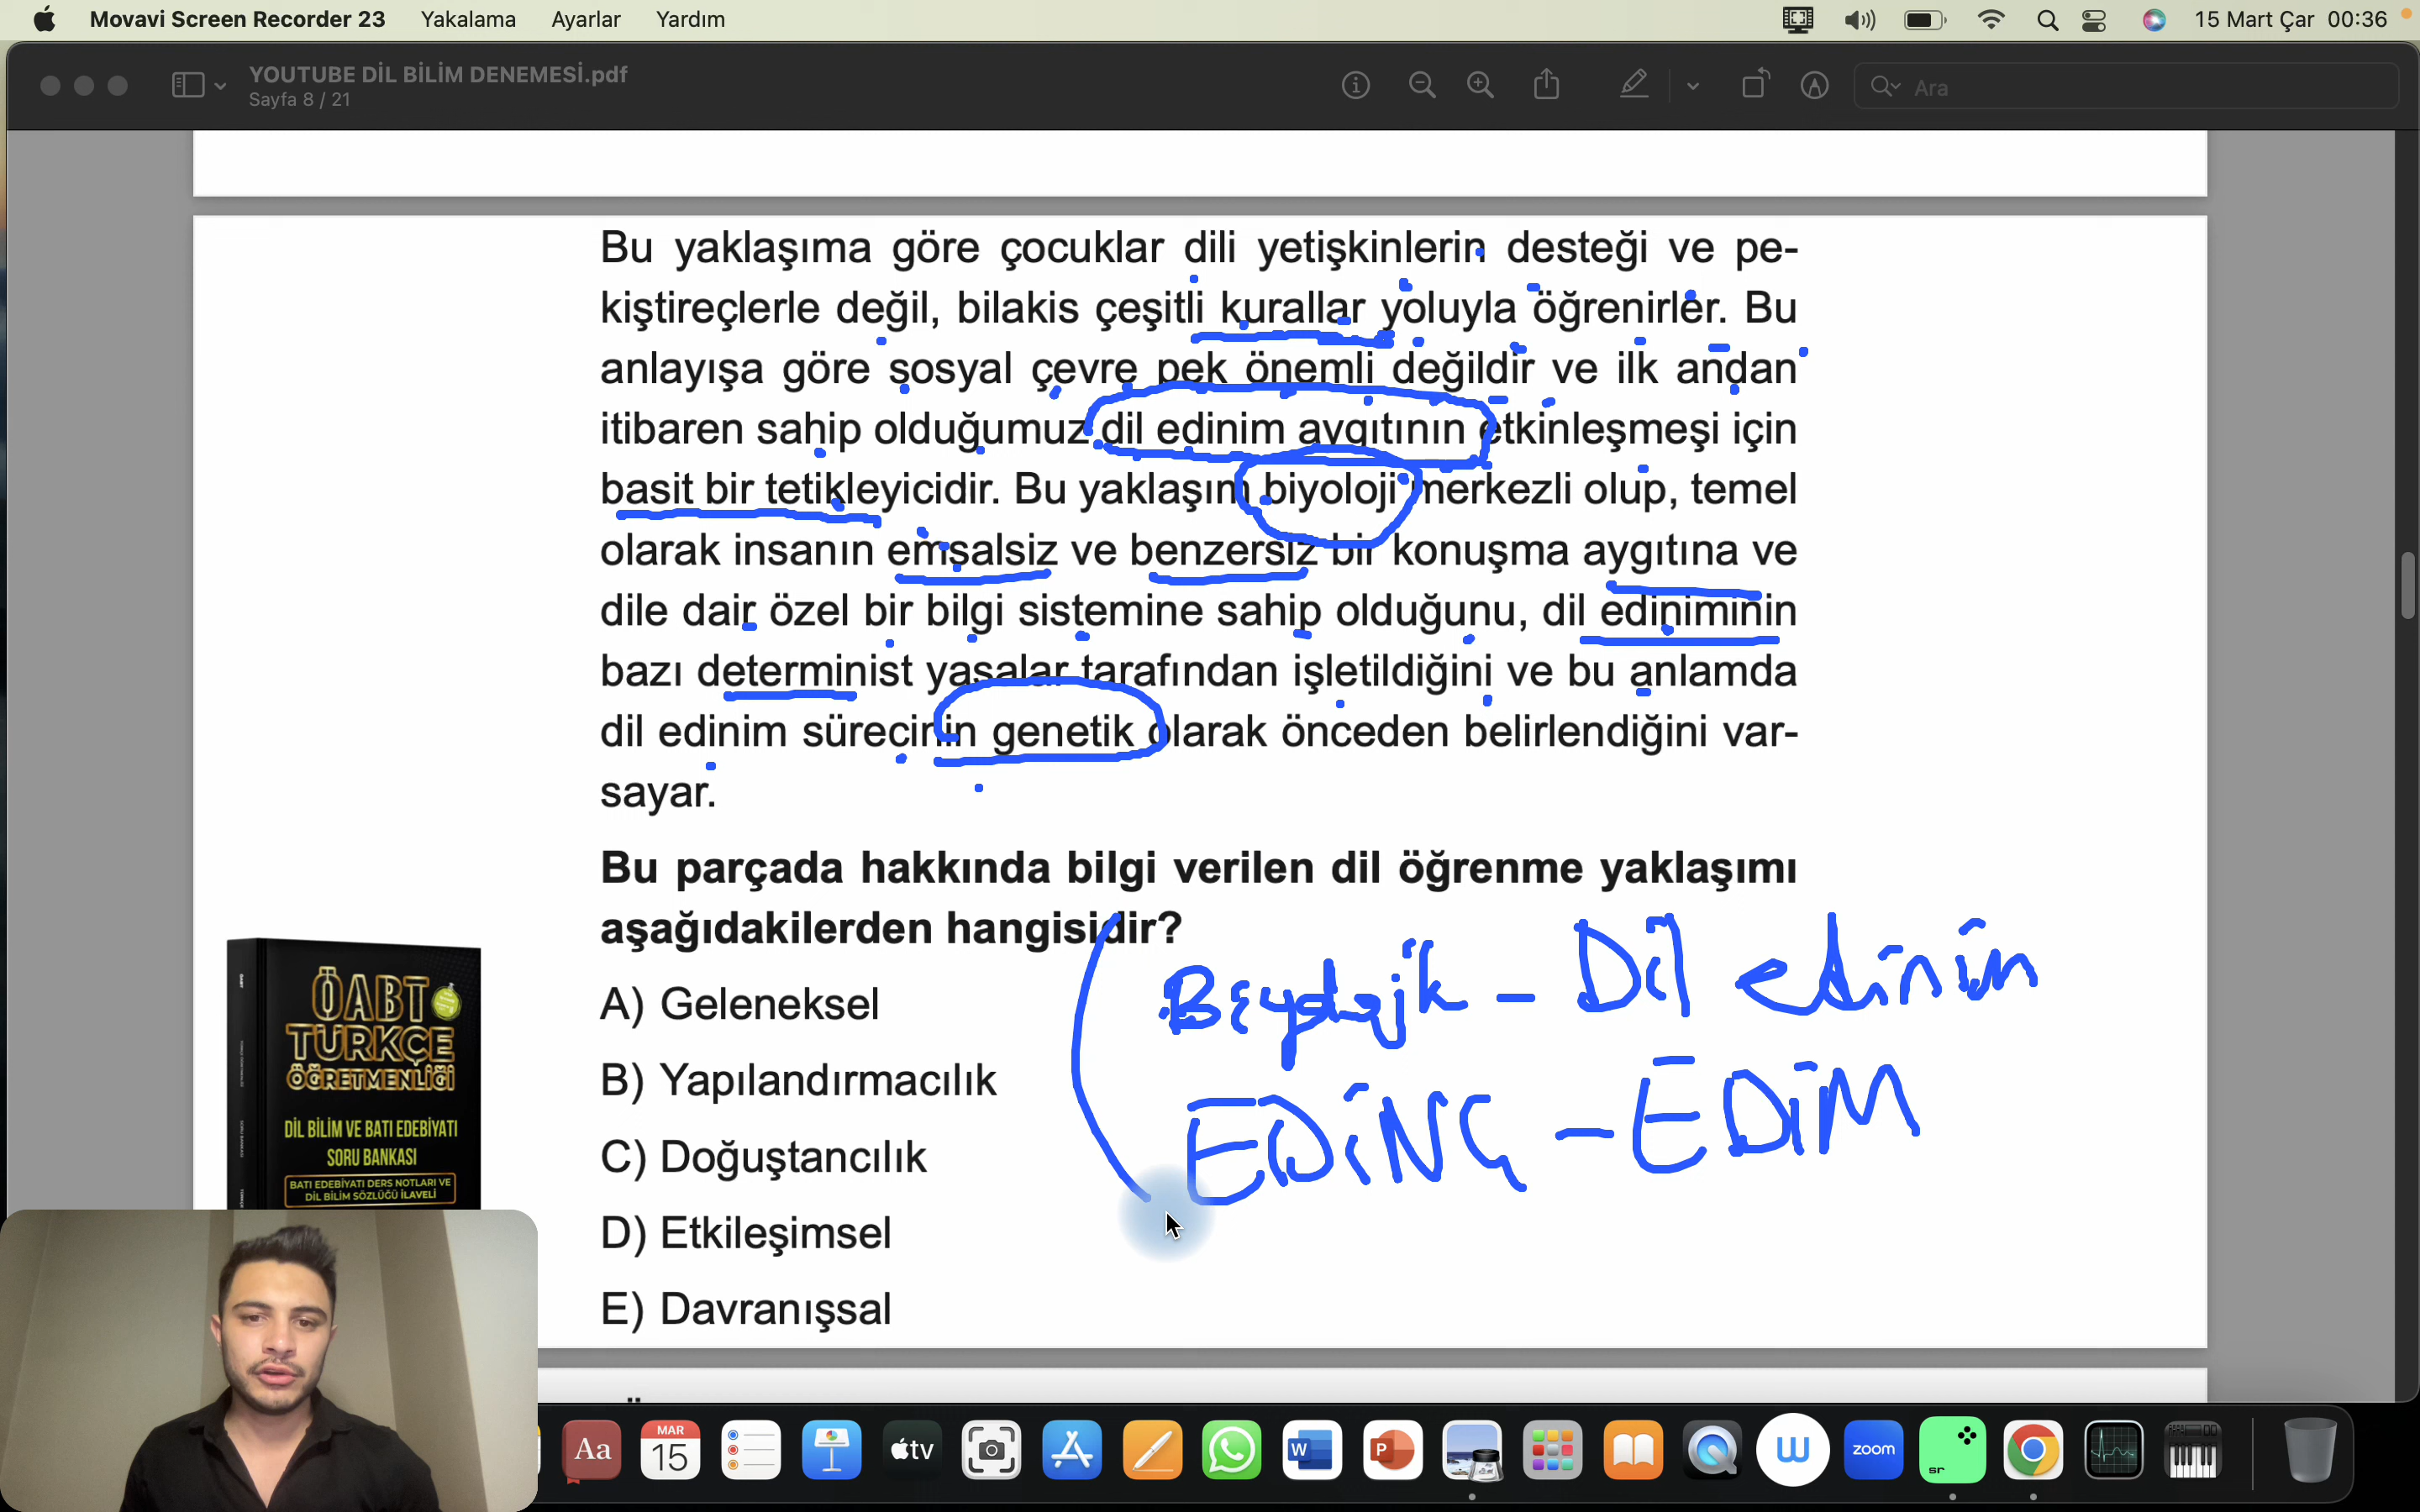 Movavi Screen Recorder 23 Yakalama Ayarlar Yardım 15 Mart Çar 00:36
YOUTUBE DİL BİLİM DENEMESİ.pdf
Sayfa 8 / 21
Ara
Bu yaklaşıma göre çocuklar dili yetişkinlerin desteği ve pe-
kiştireçlerle değil, bilakis çeşitli kurallar yoluyla öğrenirler. Bu
anlayışa göre sosyal çevre pek önemli değildir ve ilk andan
itibaren sahip olduğumuz dil edinim aygıtının etkinleşmesi için
basit bir tetikleyicidir. Bu yaklaşım biyoloji merkezli olup, temel
olarak insanın emsalsiz ve benzersiz bir konuşma aygıtına ve
dile dair özel bir bilgi sistemine sahip olduğunu, dil ediniminin
bazı determinist yasalar tarafından işletildiğini ve bu anlamda
dil edinim sürecinin genetik olarak önceden belirlendiğini var-
sayar.
Bu parçada hakkında bilgi verilen dil öğrenme yaklaşımı
aşağıdakilerden hangisidir?
A) Geleneksel
B) Yapılandırmacılık
C) Doğuştancılık
D) Etkileşimsel
E) Davranışsal
Biyolojik - Dil edinim
EDİNÇ - EDİM
ÖABT
TÜRKÇE
ÖĞRETMENLİĞİ
DİL BİLİM VE BATI EDEBİYATI
SORU BANKASI
BATI EDEBİYATI DERS NOTLARI VE
DİL BİLİM SÖZLÜĞÜ İLAVELİ
Aa
MAR
15
tv
W
P
W
zoom
sr